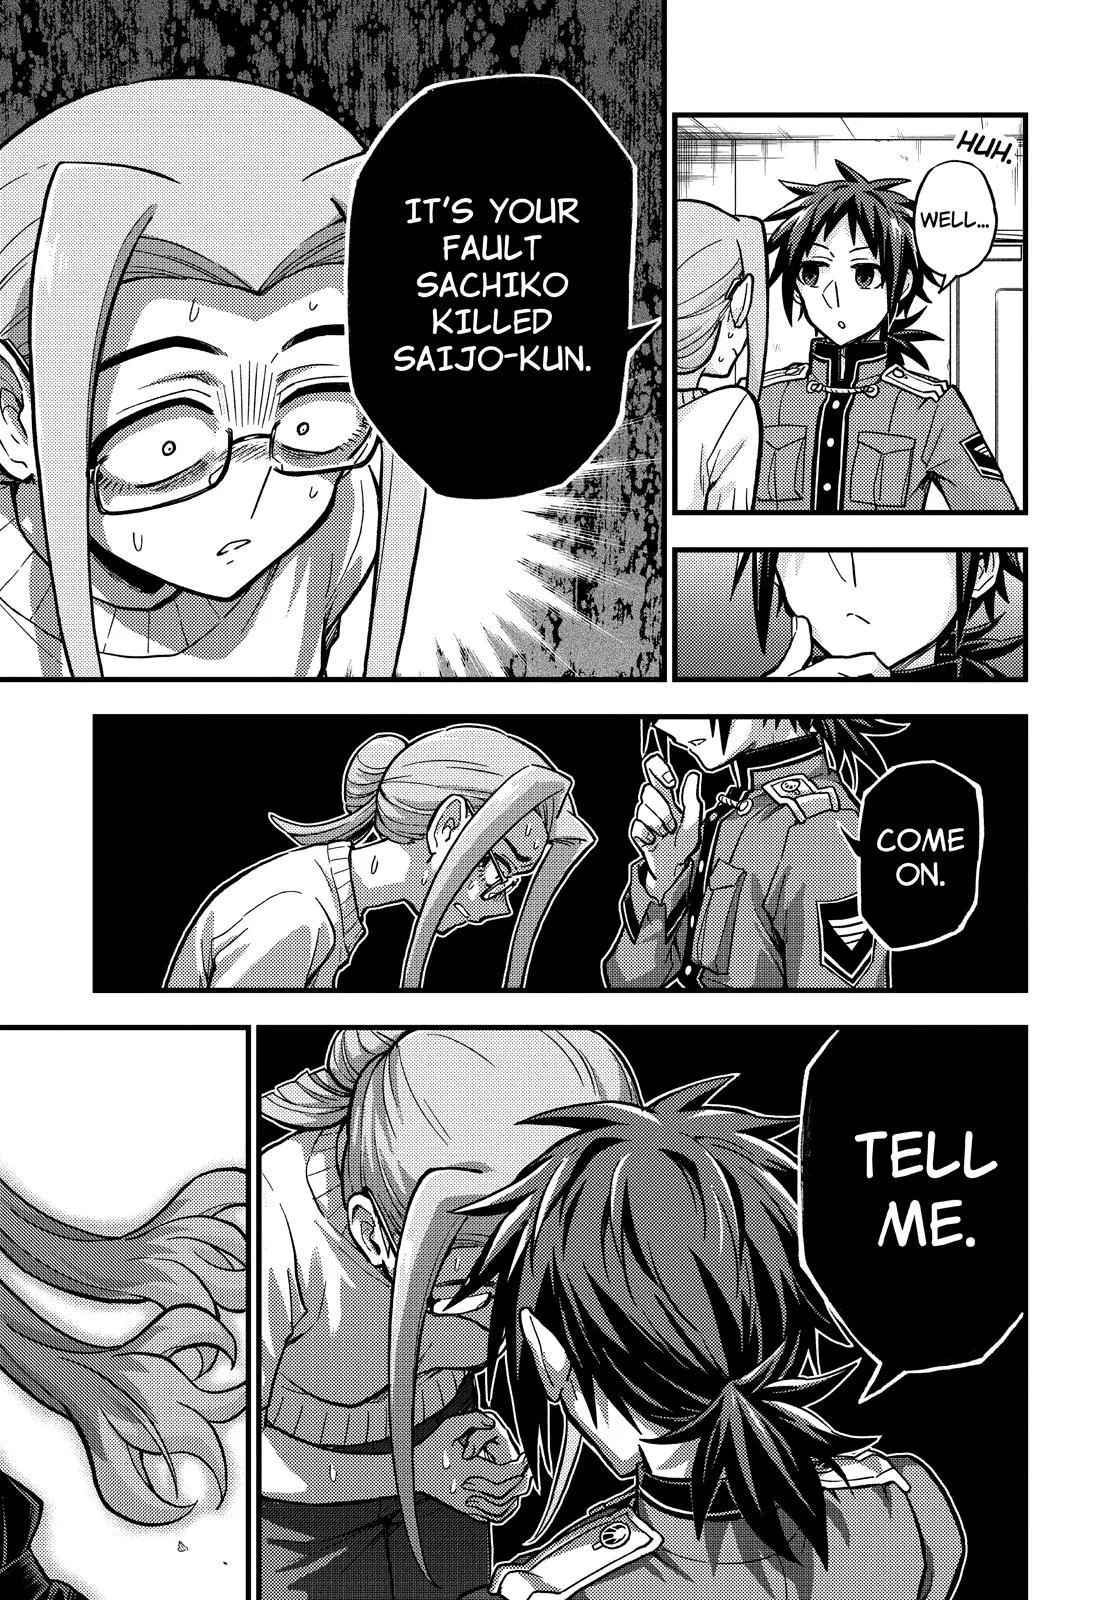 HUH.
WELL...
IT'S YOUR
FAULT
SACHIKO
KILLED
SAIJO-KUN.
COME
ON.
TELL
ME.